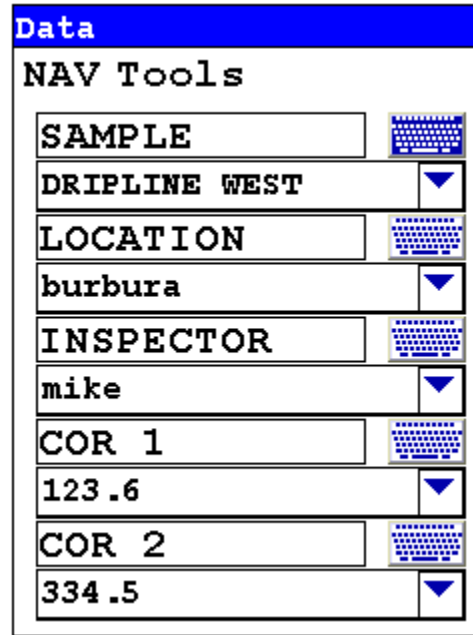 Data
NAV Tools
SAMPLE
DRIPLINE WEST
LOCATION
burbura
INSPECTOR
mike
COR 1
123.6
COR 2
334.5